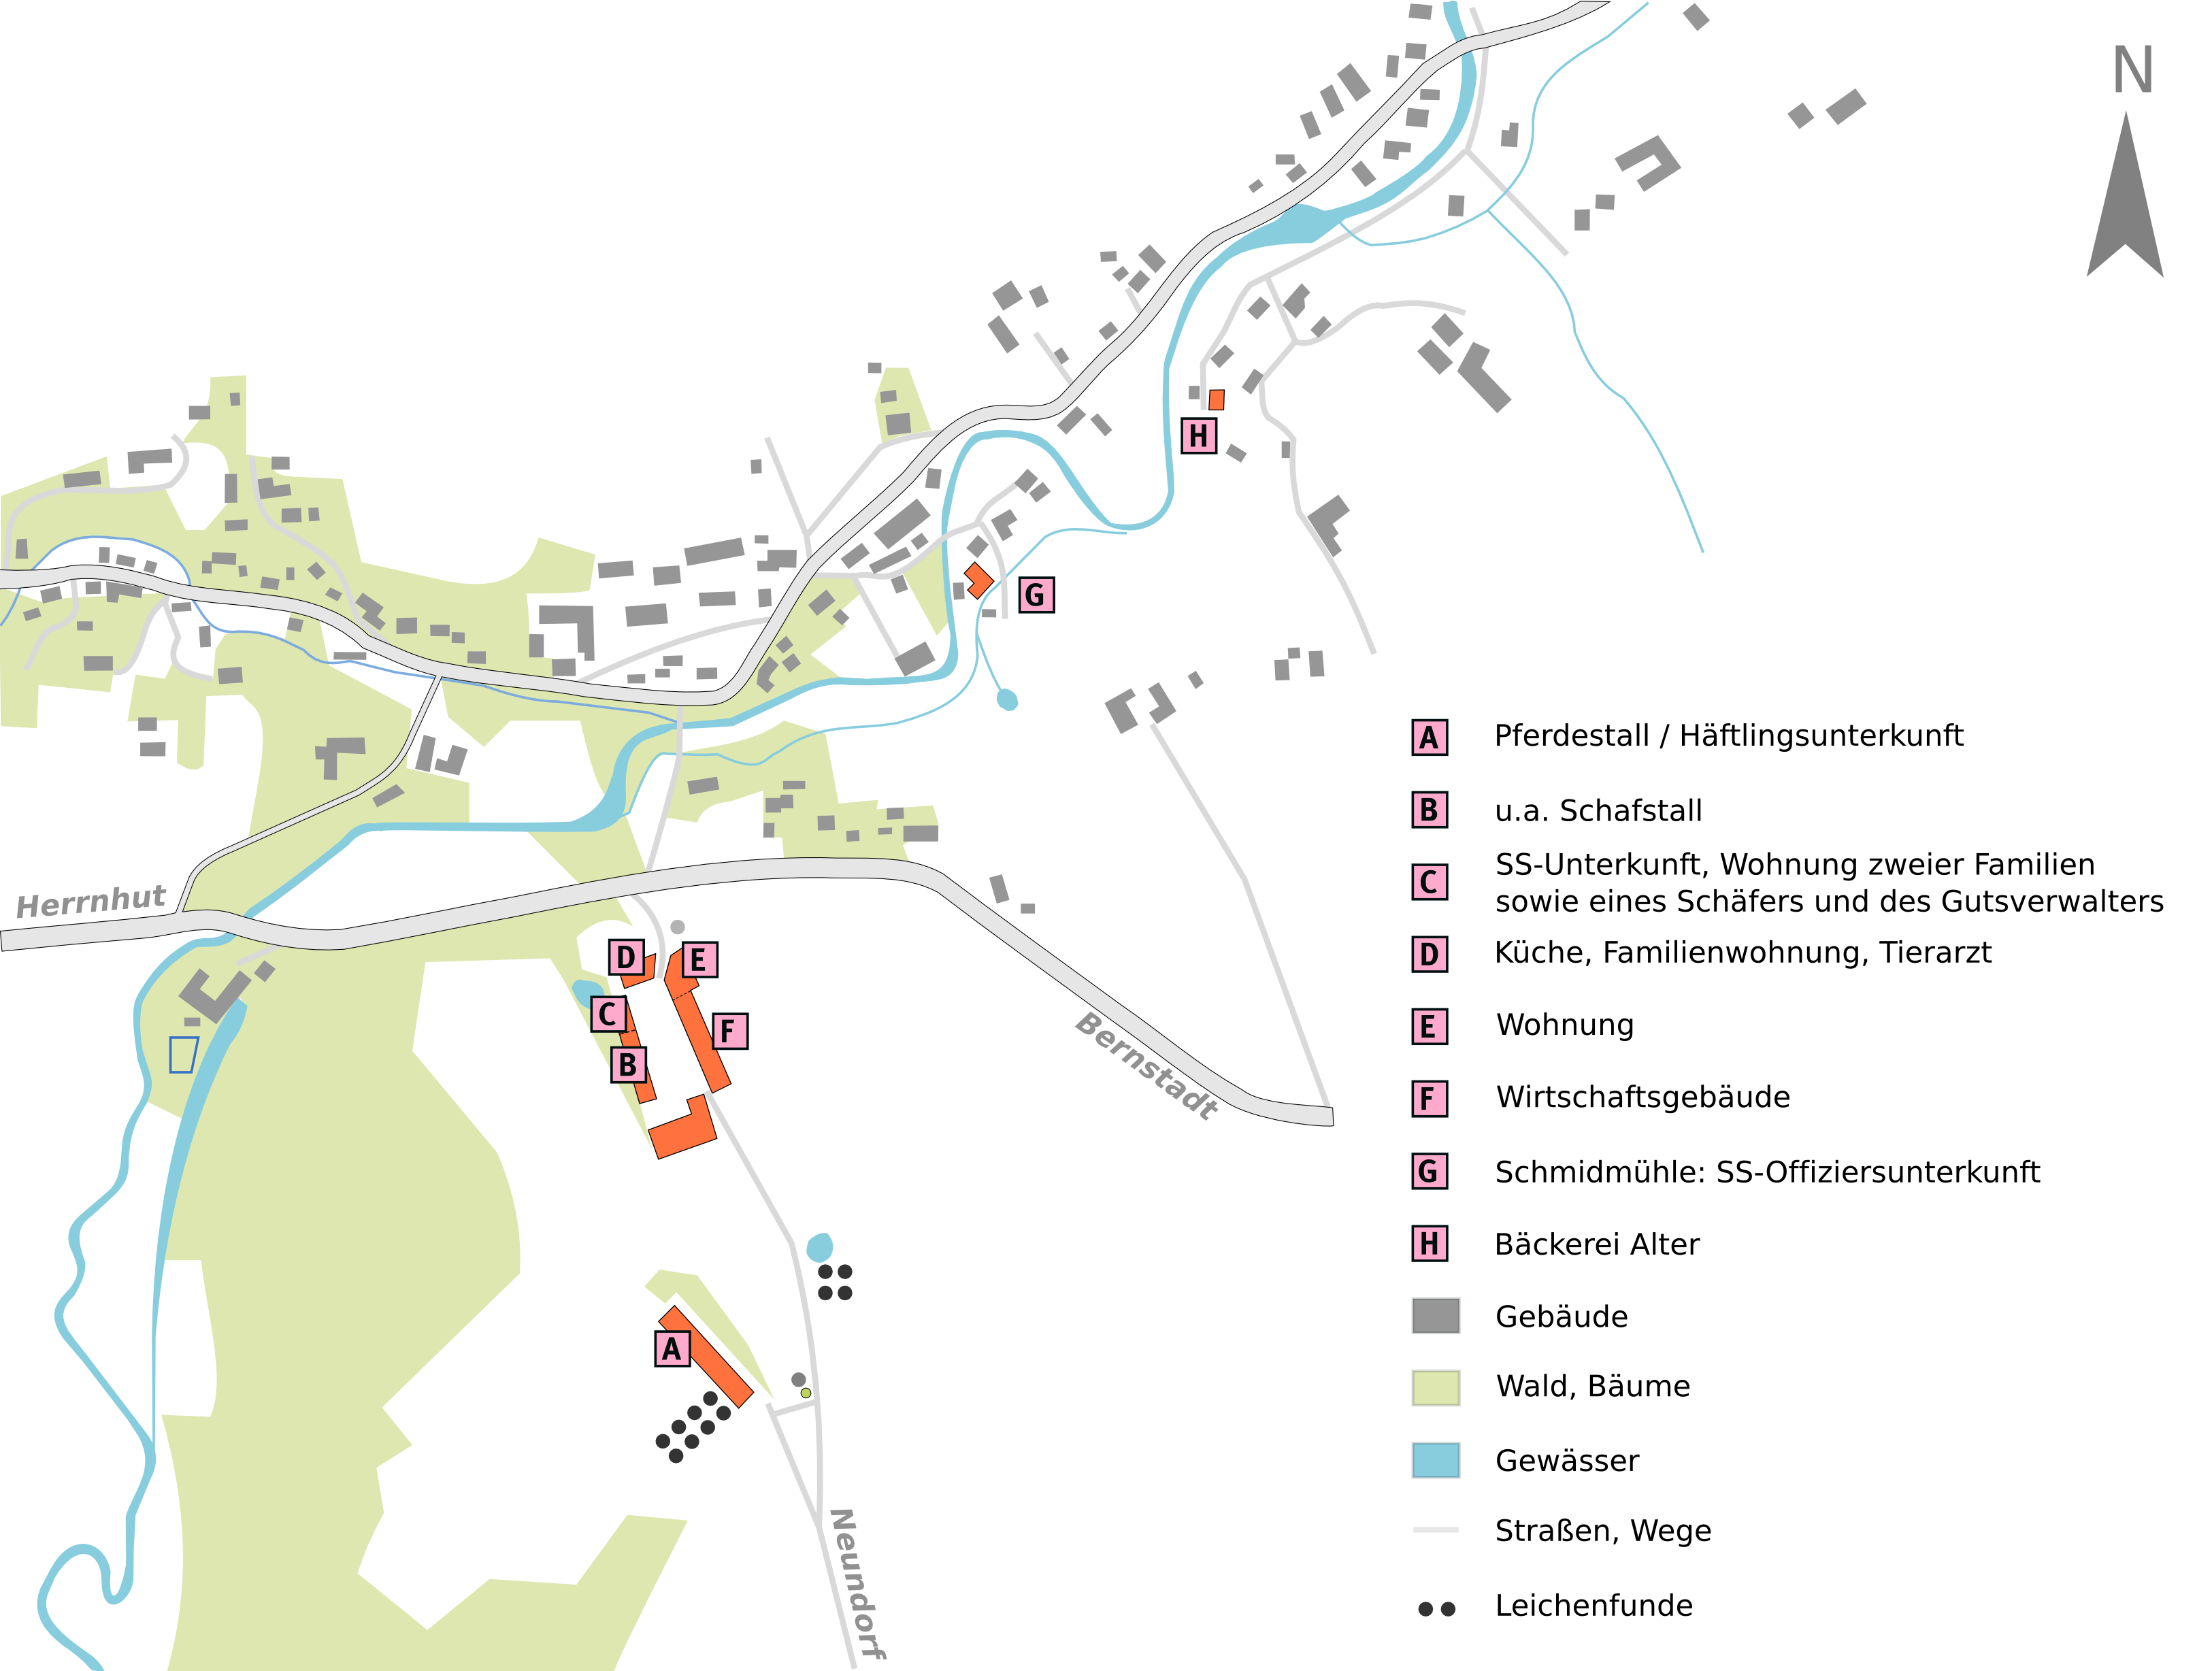 N
H
G
Herrnhut
D
E
C
F
B
Bernstadt
A
Neundorf
A Pferdestall / Häftlingsunterkunft
B u.a. Schafstall
C SS-Unterkunft, Wohnung zweier Familien
sowie eines Schäfers und des Gutsverwalters
D Küche, Familienwohnung, Tierarzt
E Wohnung
F Wirtschaftsgebäude
G Schmidmühle: SS-Offiziersunterkunft
H Bäckerei Alter
Gebäude
Wald, Bäume
Gewässer
Straßen, Wege
Leichenfunde